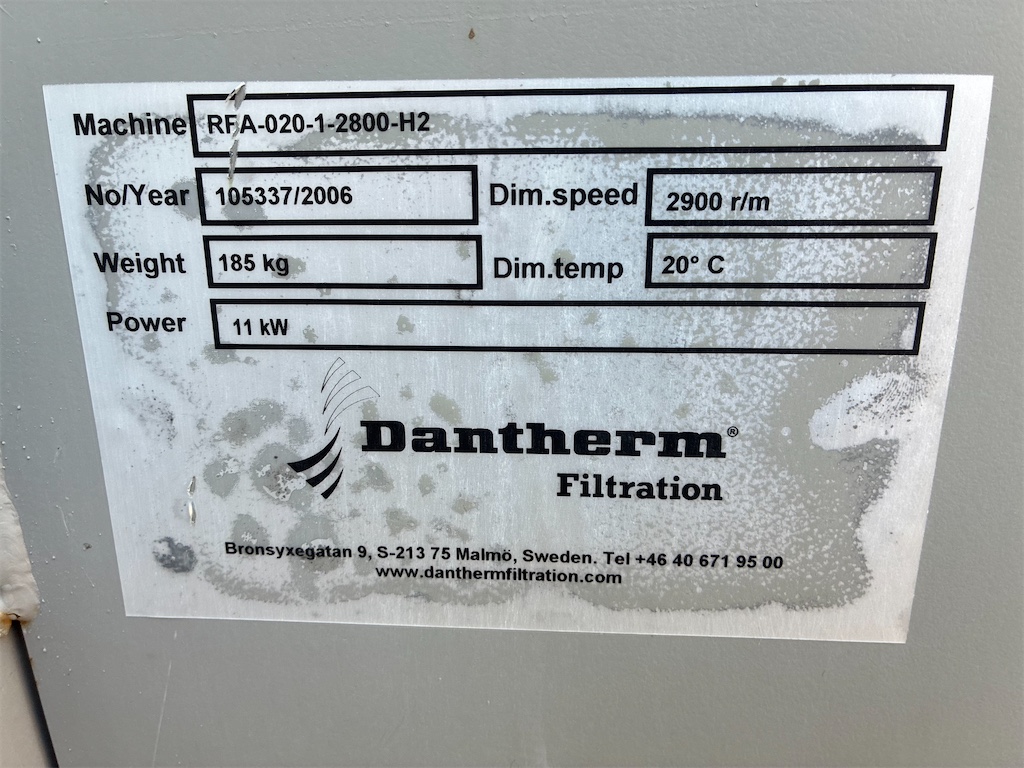 Machine RFA-020-1-2800-H2
No/Year 105337/2006 Dim.speed 2900 r/m
Weight 185 kg Dim.temp 20° C
Power 11 kW
Dantherm®
Filtration
Bronsyxegatan 9, S-213 75 Malmö, Sweden. Tel +46 40 671 95 00
www.danthermfiltration.com